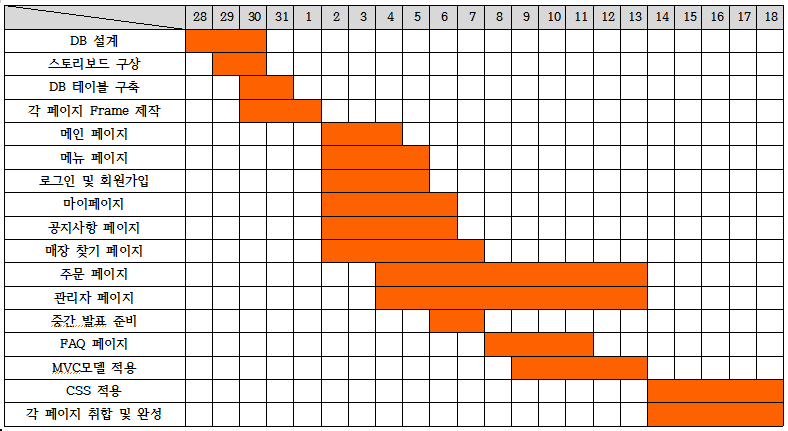 28 29 30 31 1 2 3 4 5 6 7 8 9 10 11 12 13 14 15 16 17 18
DB 설계
스토리보드 구상
DB 테이블 구축
각 페이지 Frame 제작
메인 페이지
메뉴 페이지
로그인 및 회원가입
마이페이지
공지사항 페이지
매장 찾기 페이지
주문 페이지
관리자 페이지
중간 발표 준비
FAQ 페이지
MVC모델 적용
CSS 적용
각 페이지 취합 및 완성